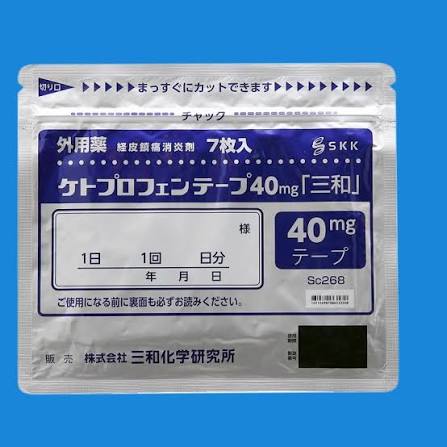 切り口 まっすぐにカットできます
チャック
外用薬 経皮鎮痛消炎剤 7枚入 SKK
ケトプロフェンテープ40mg「三和」
様
1日 1回 日分
年 月 日
40mg
テープ
Sc268
ご使用になる前に裏面も必ずお読みください。
販売 株式会社 三和化学研究所